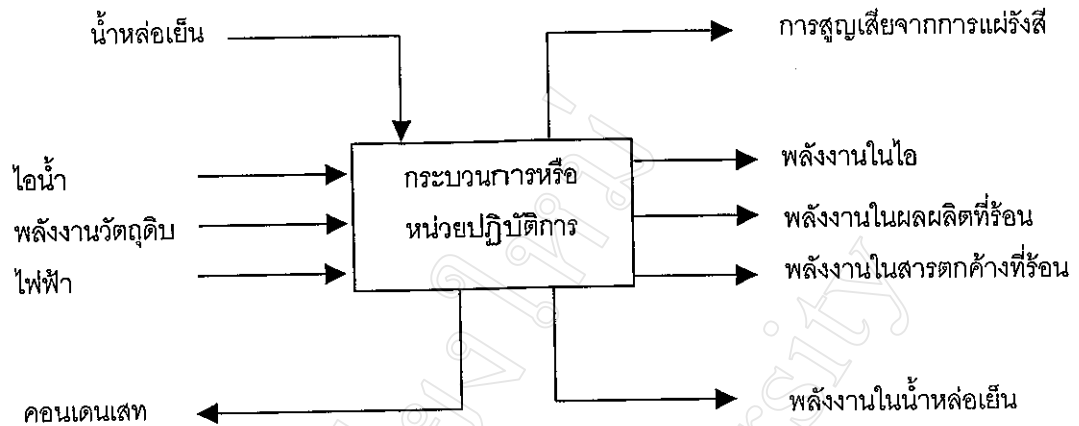 น้ำหล่อเย็น
การสูญเสียจากการแผ่รังสี
ไอน้ำ
พลังงานวัตถุดิบ
ไฟฟ้า
กระบวนการหรือ
หน่วยปฏิบัติการ
พลังงานในไอ
พลังงานในผลผลิตที่ร้อน
พลังงานในสารตกค้างที่ร้อน
คอนเดนเสท
พลังงานในน้ำหล่อเย็น